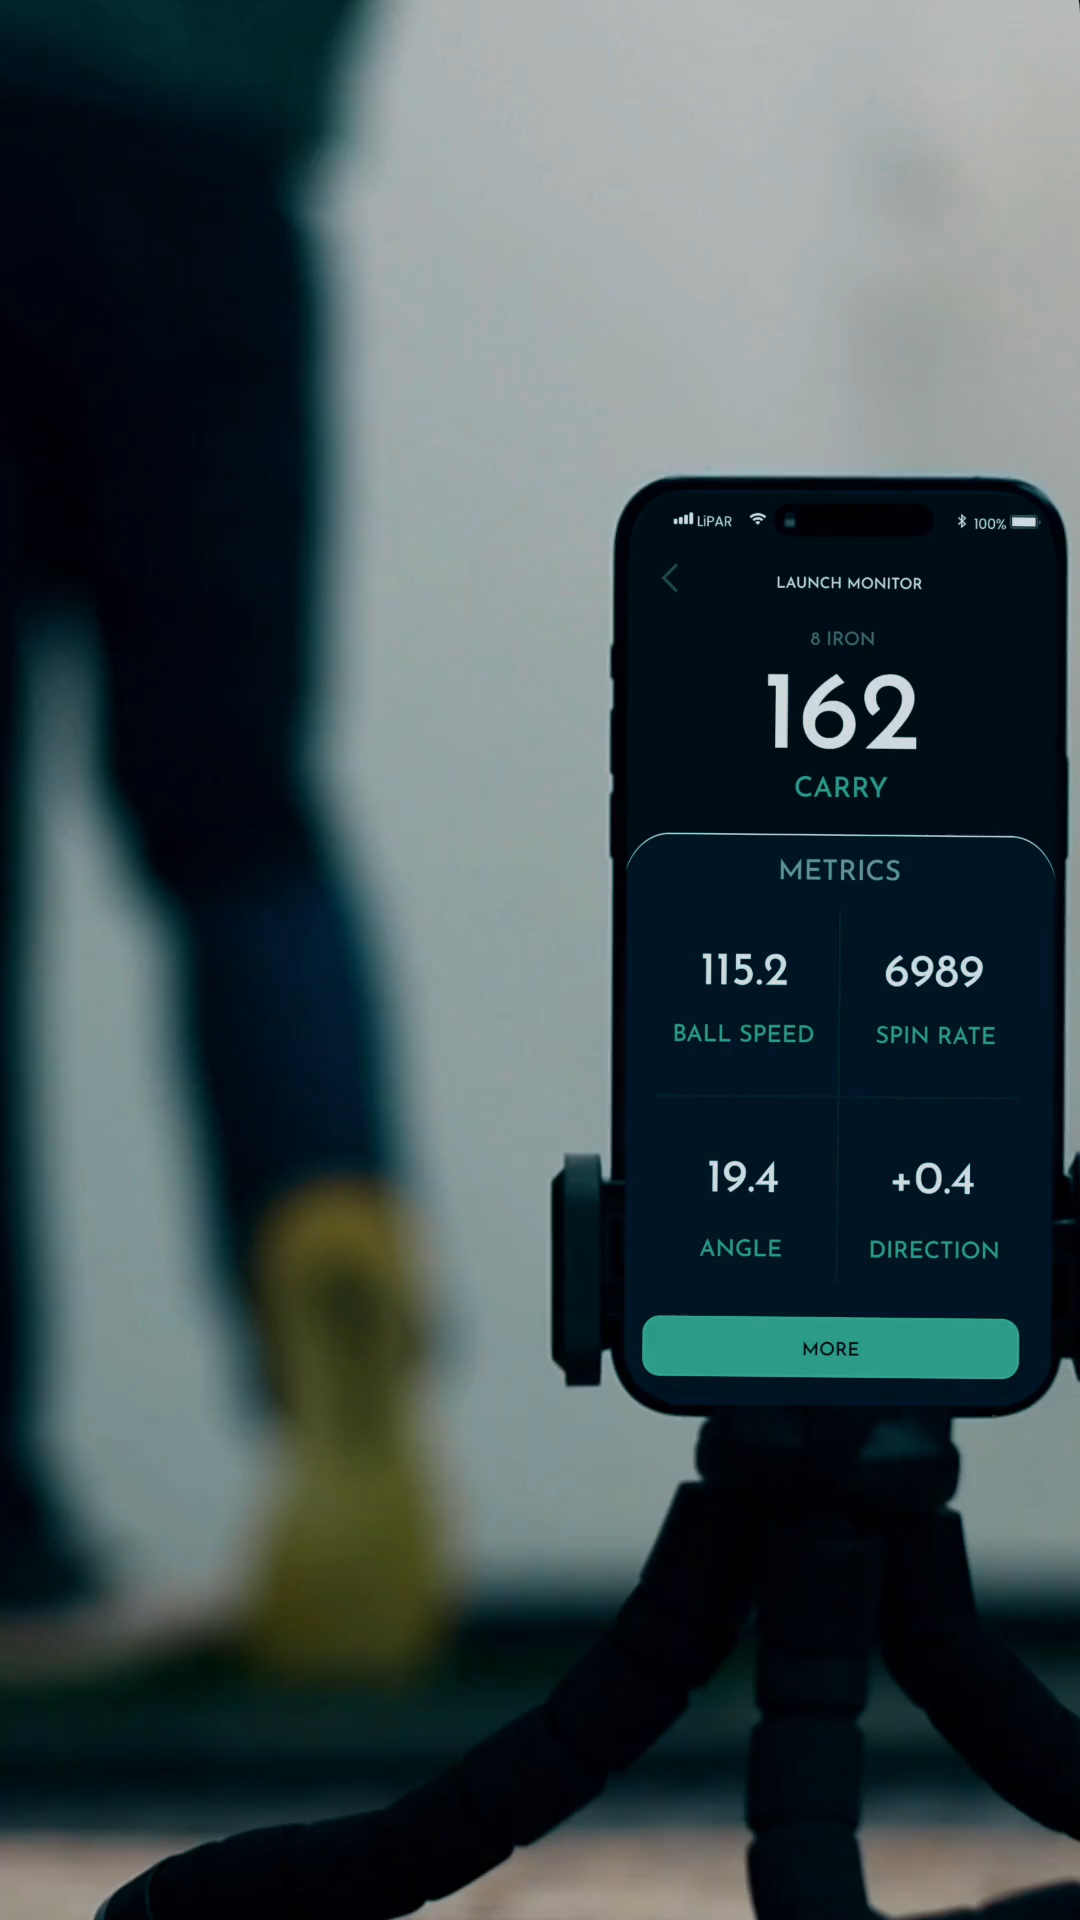 LiPAR 100%
LAUNCH MONITOR
8 IRON
162
CARRY
METRICS
115.2 6989
BALL SPEED SPIN RATE
19.4 +0.4
ANGLE DIRECTION
MORE